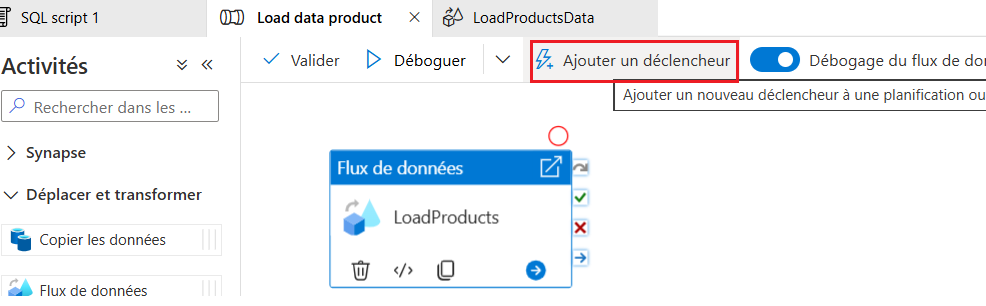 SQL script 1
Load data product
LoadProductsData
Activités
Valider
Déboguer
Ajouter un déclencheur
Débogage du flux de dor
Ajouter un nouveau déclencheur à une planification ou
Rechercher dans les ...
Synapse
Déplacer et transformer
Copier les données
Flux de données
Flux de données
LoadProducts